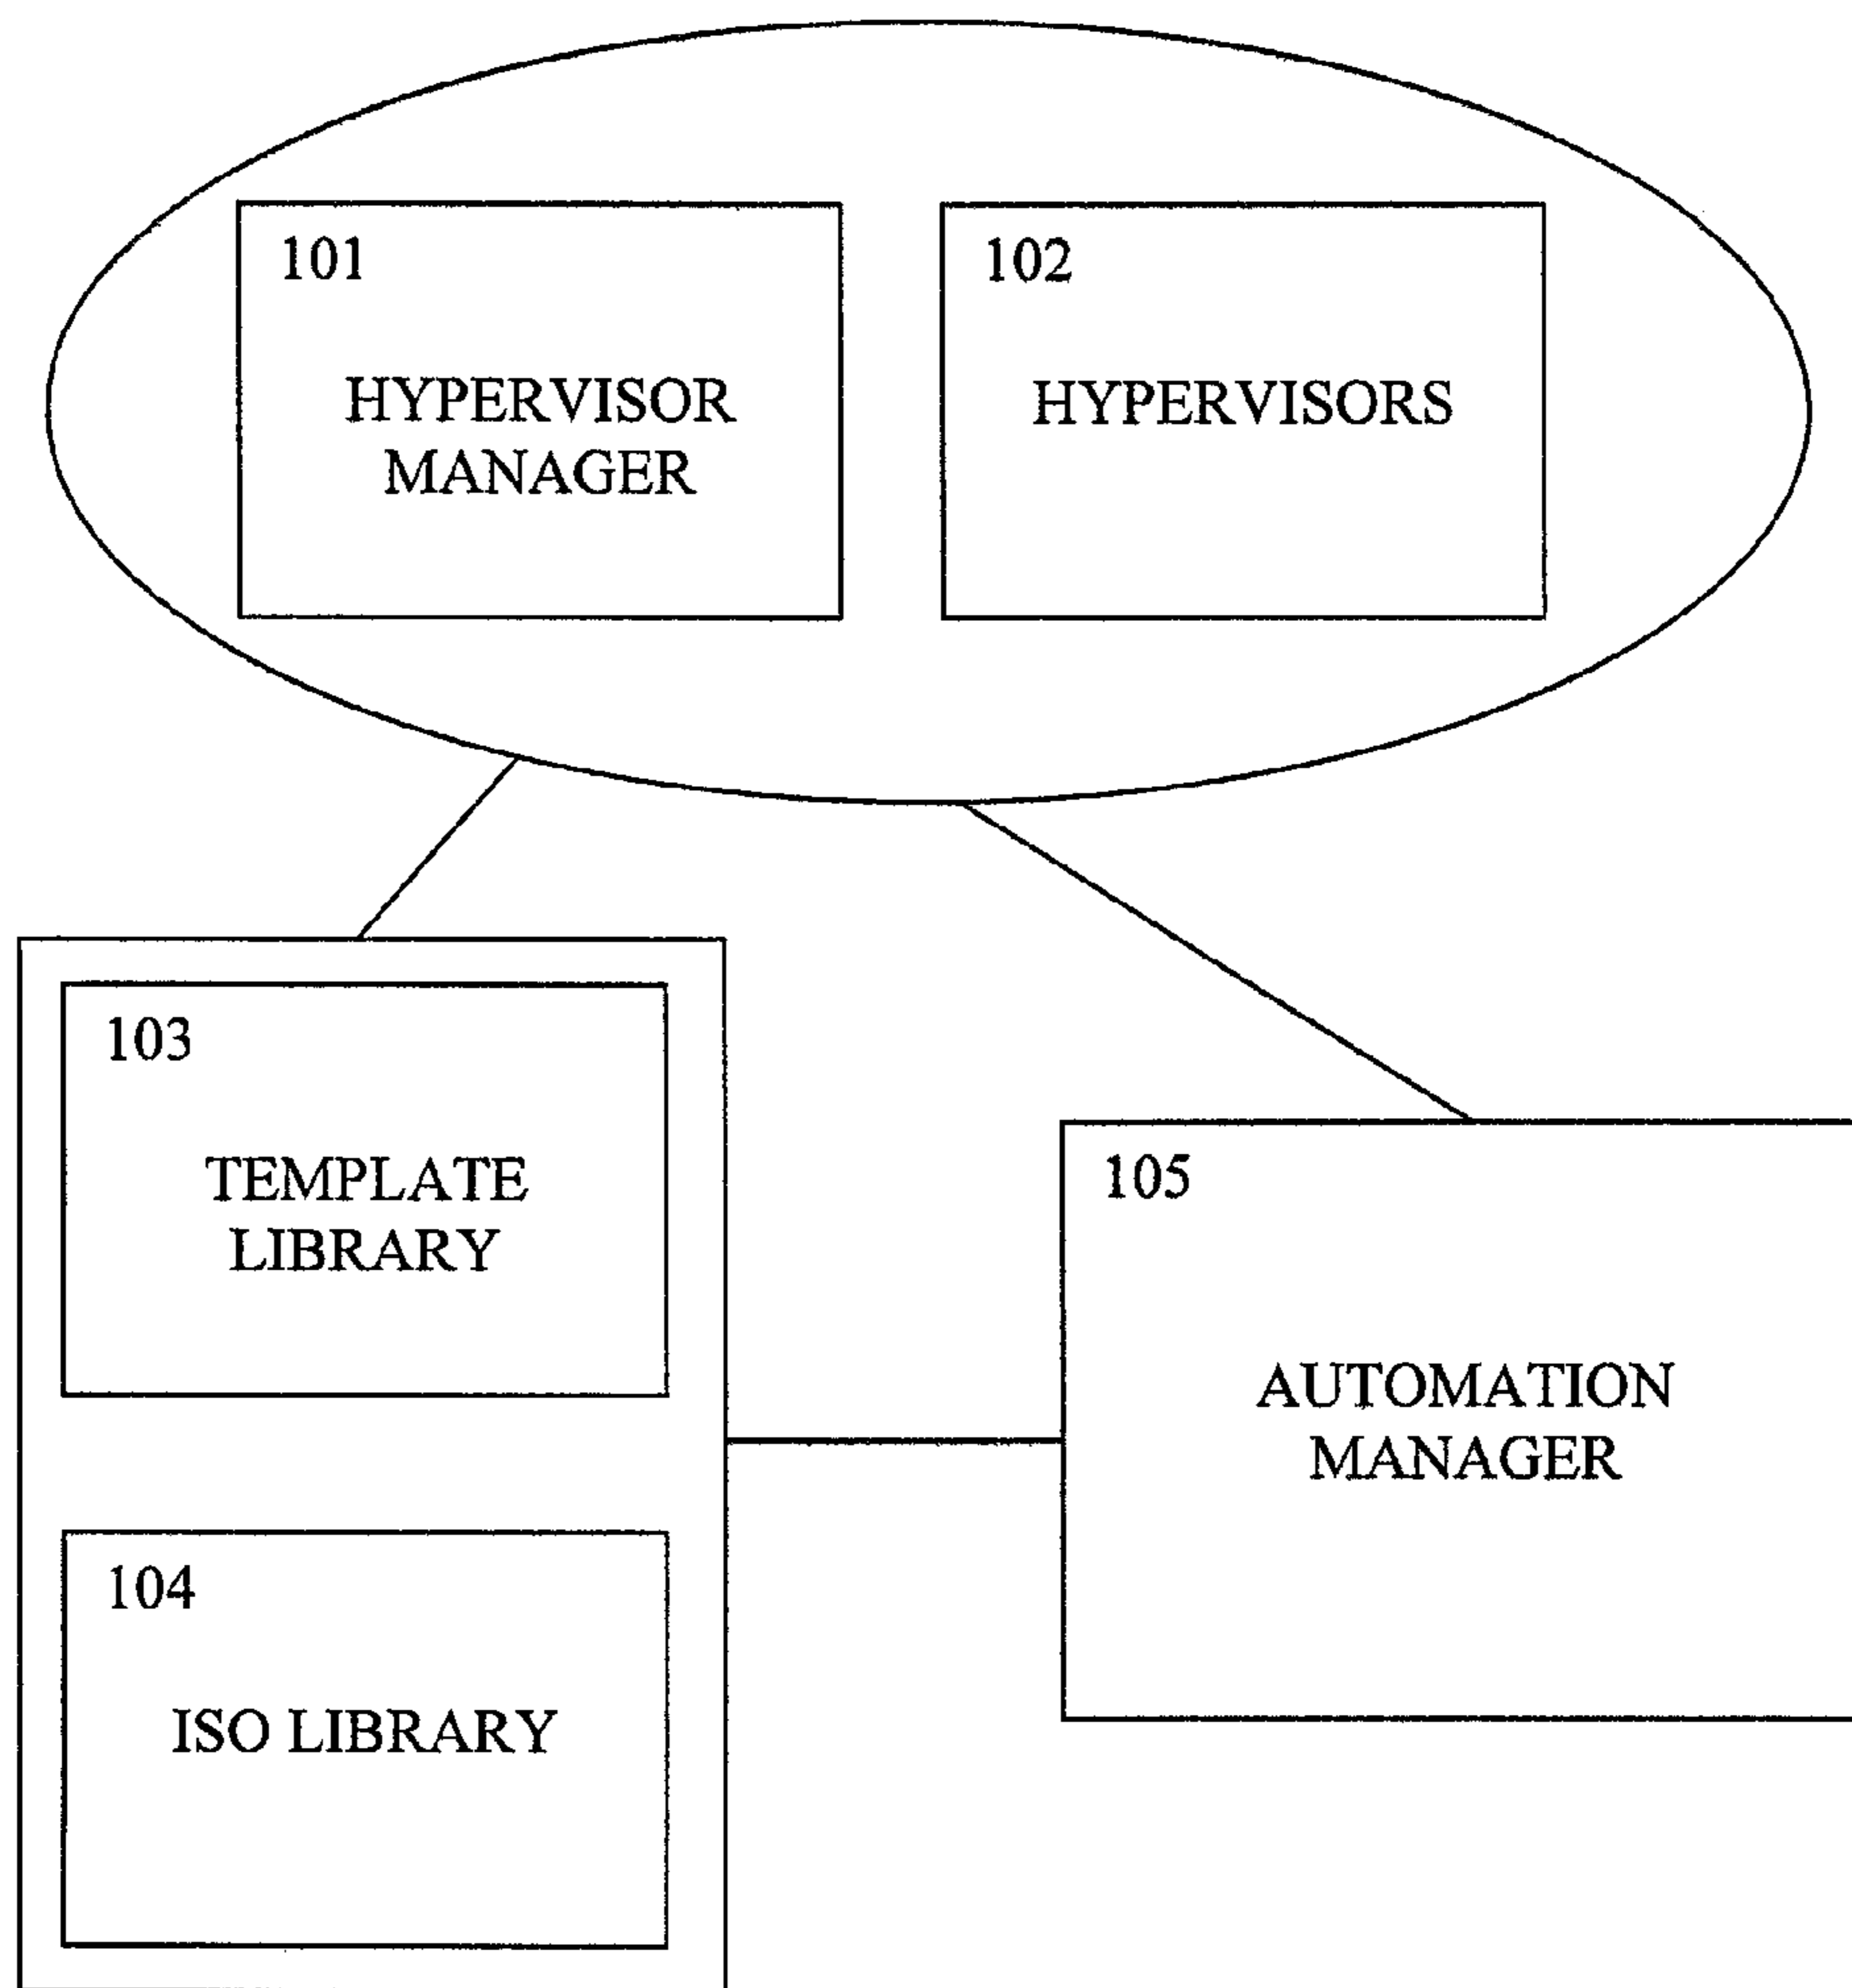 101
HYPERVISOR
MANAGER
102
HYPERVISORS
103
TEMPLATE
LIBRARY
104
ISO LIBRARY
105
AUTOMATION
MANAGER